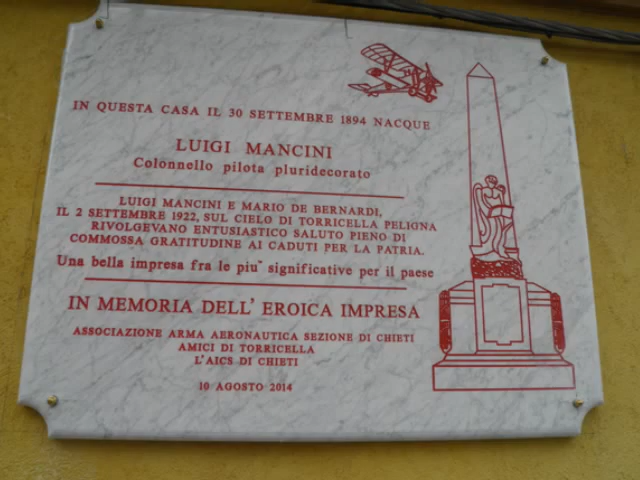 IN QUESTA CASA IL 30 SETTEMBRE 1894 NACQUE
LUIGI MANCINI
Colonnello pilota pluridecorato
LUIGI MANCINI E MARIO DE BERNARDI,
IL 2 SETTEMBRE 1922, SUL CIELO DI TORRICELLA PELIGNA
RIVOLGEVANO ENTUSIASTICO SALUTO PIENO DI
COMMOSSA GRATITUDINE AI CADUTI PER LA PATRIA.
Una bella impresa fra le piu` significative per il paese
IN MEMORIA DELL' EROICA IMPRESA
ASSOCIAZIONE ARMA AERONAUTICA SEZIONE DI CHIETI
AMICI DI TORRICELLA
L'AICS DI CHIETI
10 AGOSTO 2014